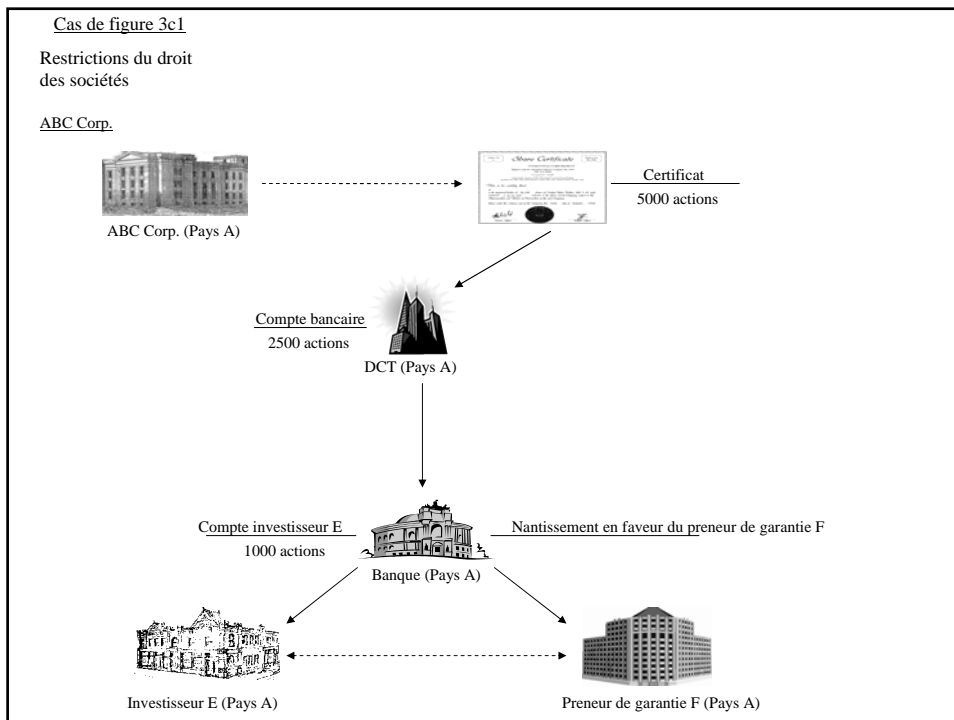 Cas de figure 3c1
Restrictions du droit
des sociétés
ABC Corp.
Share Certificate
Certificat
5000 actions
ABC Corp. (Pays A)
Compte bancaire
2500 actions
DCT (Pays A)
Compte investisseur E
1000 actions
Nantissement en faveur du preneur de garantie F
Banque (Pays A)
Investisseur E (Pays A)
Preneur de garantie F (Pays A)